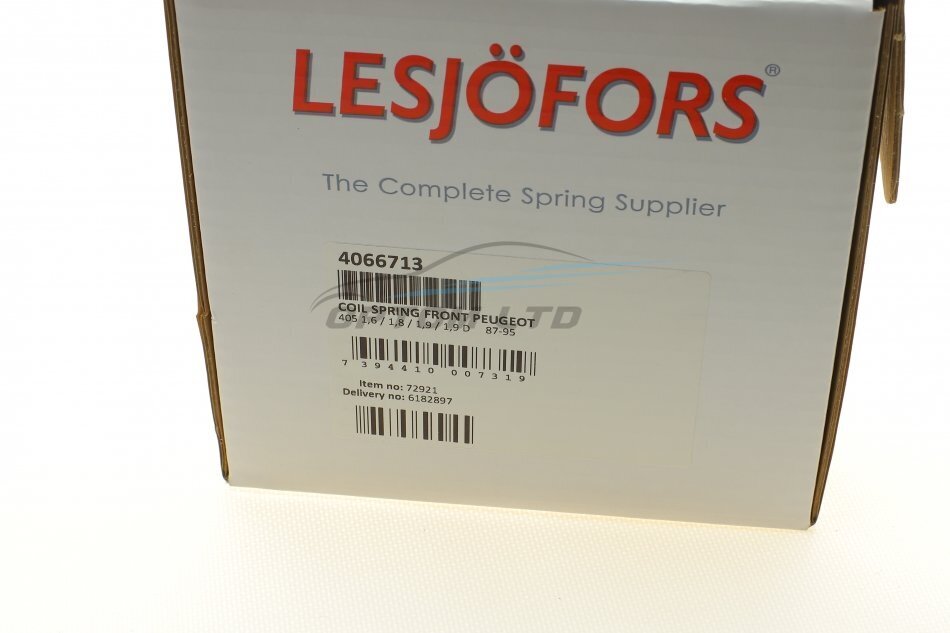 LESJÖFORS®
The Complete Spring Supplier
4066713
COIL SPRING FRONT PEUGEOT
405 1,6 / 1,8 / 1,9 / 1,9 D 87-95
7 394410 007319
Item no: 72921
Delivery no: 6182897
LTD